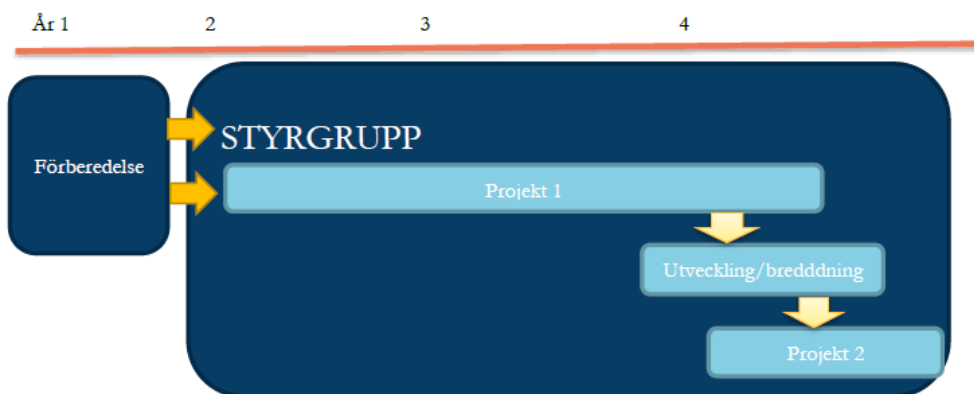 År 1 2 3 4
STYRGRUPP
Förberedelse
Projekt 1
Utveckling/bredddning
Projekt 2